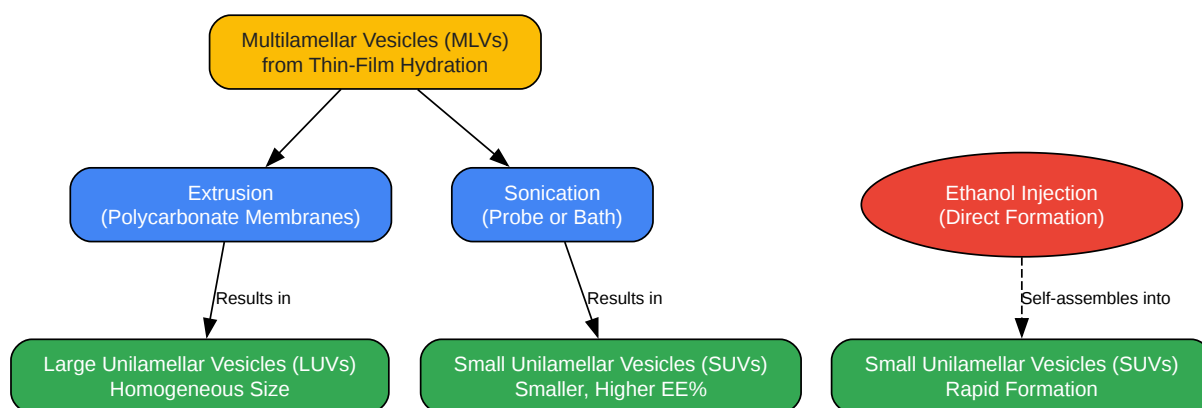 Multilamellar Vesicles (MLVs)
from Thin-Film Hydration
Extrusion
(Polycarbonate Membranes)
Sonication
(Probe or Bath)
Ethanol Injection
(Direct Formation)
Results in
Results in
Self-assembles into
Large Unilamellar Vesicles (LUVs)
Homogeneous Size
Small Unilamellar Vesicles (SUVs)
Smaller, Higher EE%
Small Unilamellar Vesicles (SUVs)
Rapid Formation